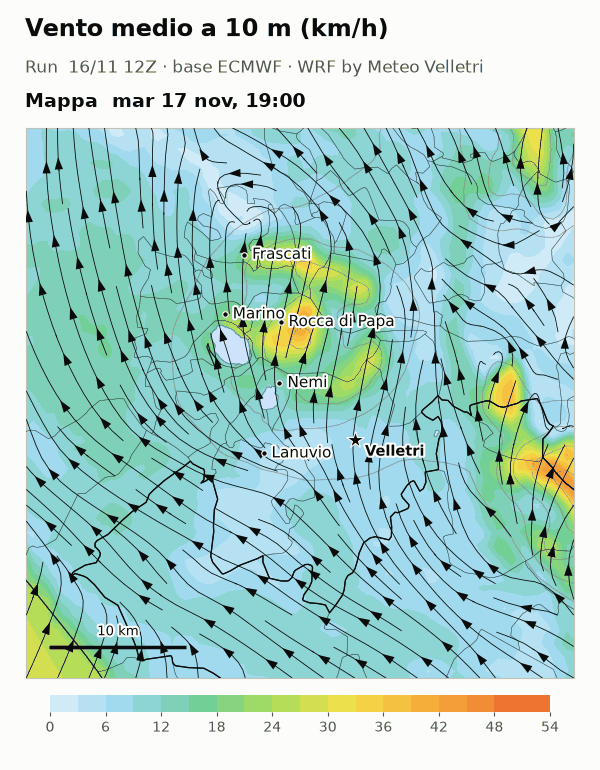 Vento medio a 10 m (km/h)
Run  16/11 12Z · base ECMWF · WRF by Meteo Velletri
Mappa  mar 17 nov, 19:00
Frascati
Marino
Rocca di Papa
Nemi
Velletri
Lanuvio
10 km
0 6 12 18 24 30 36 42 48 54